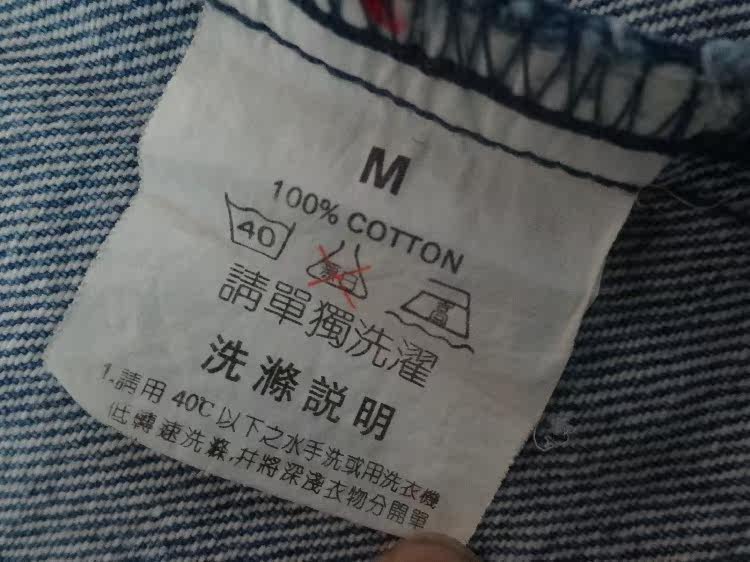 M
100% COTTON
40
請單獨洗濯
洗滌説明
1.請用 40℃ 以下之水手洗或用洗衣機
低轉速洗滌,并將深淺衣物分開單